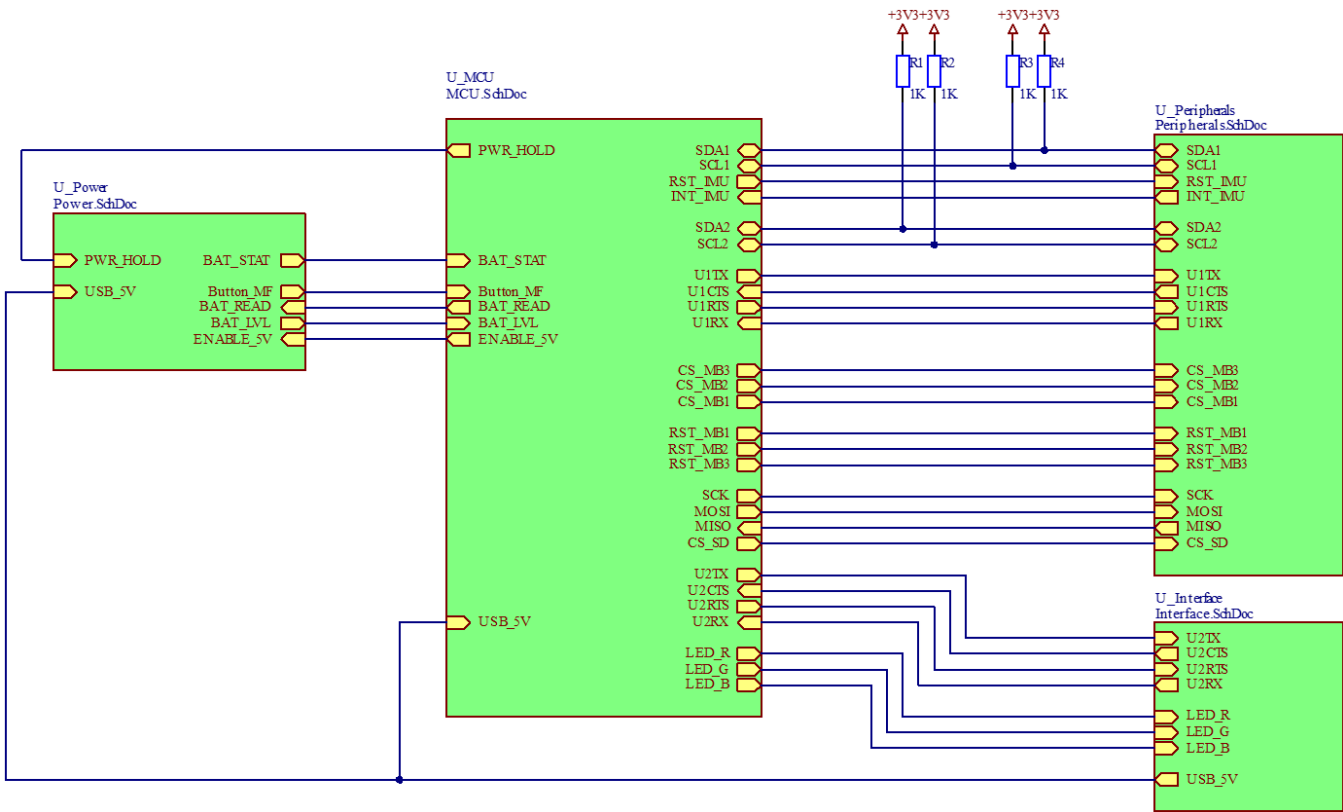 +3V3 +3V3 +3V3 +3V3
R1 R2 R3 R4
1K 1K 1K 1K
U_MCU
MCU.SchDoc
PWR_HOLD
BAT_STAT
Button_MF
BAT_READ
BAT_LVL
ENABLE_5V
USB_5V
SDA1
SCL1
RST_IMU
INT_IMU
SDA2
SCL2
U1TX
U1CTS
U1RTS
U1RX
CS_MB3
CS_MB2
CS_MB1
RST_MB1
RST_MB2
RST_MB3
SCK
MOSI
MISO
CS_SD
U2TX
U2CTS
U2RTS
U2RX
LED_R
LED_G
LED_B
U_Power
Power.SchDoc
PWR_HOLD
USB_5V
BAT_STAT
Button_MF
BAT_READ
BAT_LVL
ENABLE_5V
U_Peripherals
Peripherals.SchDoc
SDA1
SCL1
RST_IMU
INT_IMU
SDA2
SCL2
U1TX
U1CTS
U1RTS
U1RX
CS_MB3
CS_MB2
CS_MB1
RST_MB1
RST_MB2
RST_MB3
SCK
MOSI
MISO
CS_SD
U_Interface
Interface.SchDoc
U2TX
U2CTS
U2RTS
U2RX
LED_R
LED_G
LED_B
USB_5V